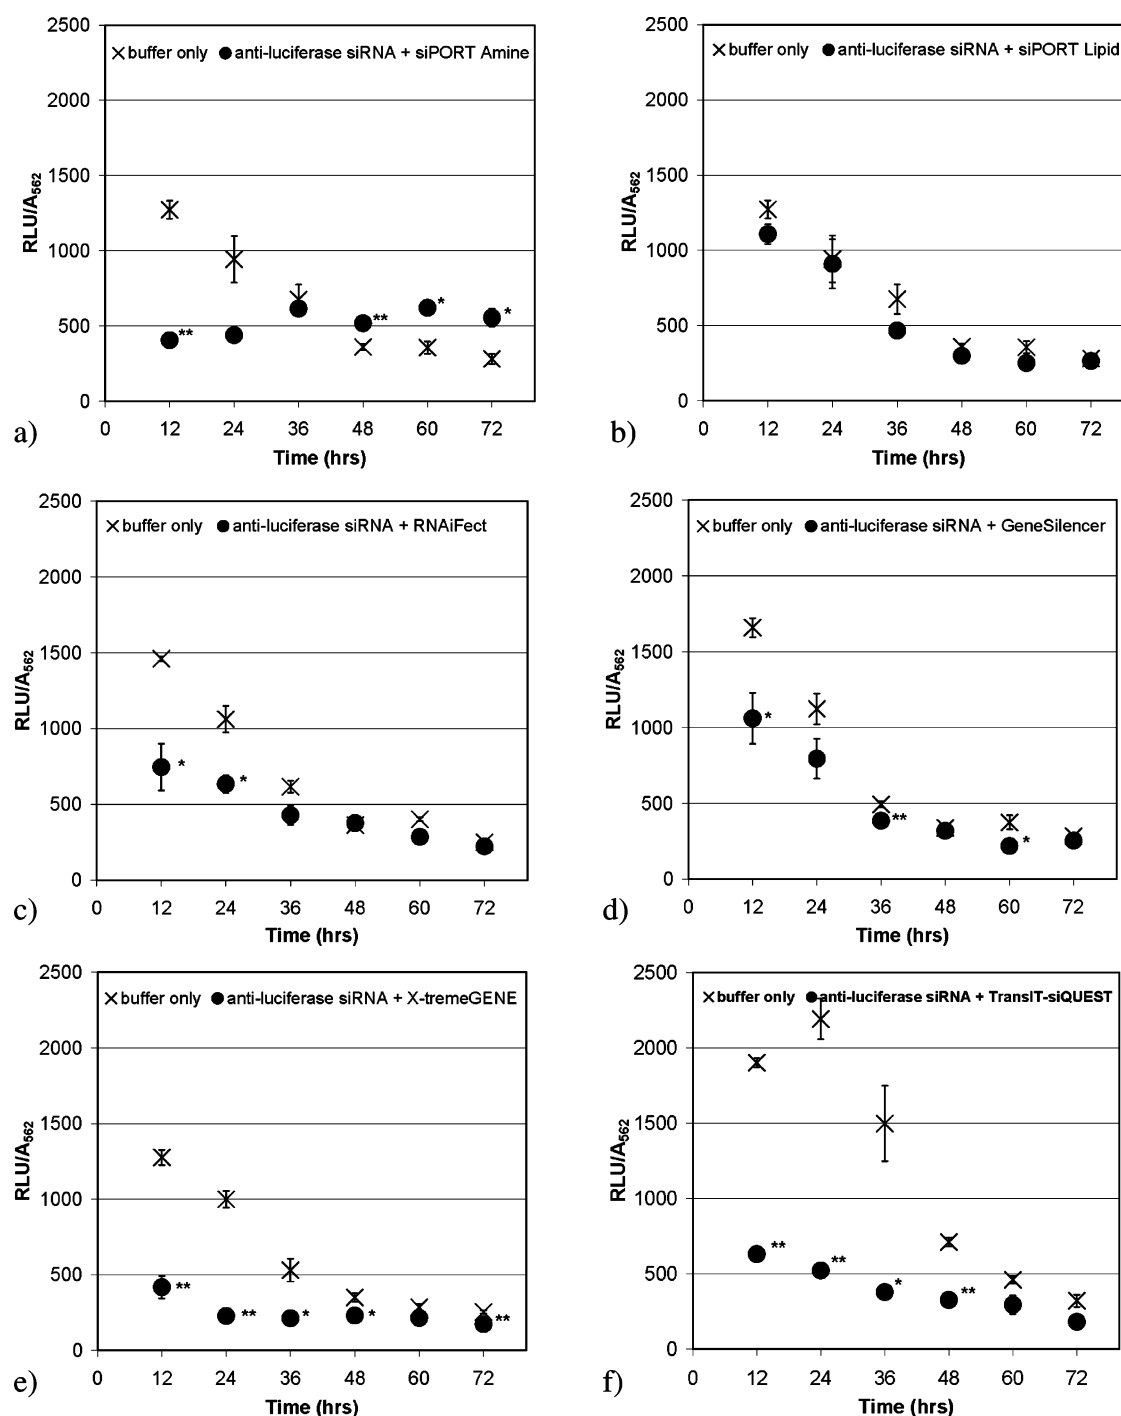 2500
× buffer only ● anti-luciferase siRNA + siPORT Amine
2000
1500
RLU/A562
1000
500
0
** ** * *
0 12 24 36 48 60 72
a)
Time (hrs)
2500
× buffer only ● anti-luciferase siRNA + siPORT Lipid
2000
1500
RLU/A562
1000
500
0
0 12 24 36 48 60 72
b)
Time (hrs)
2500
× buffer only ● anti-luciferase siRNA + RNAiFect
2000
1500
RLU/A562
1000
500
0
* *
0 12 24 36 48 60 72
c)
Time (hrs)
2500
× buffer only ● anti-luciferase siRNA + GeneSilencer
2000
1500
RLU/A562
1000
500
0
* ** *
0 12 24 36 48 60 72
d)
Time (hrs)
2500
× buffer only ● anti-luciferase siRNA + X-tremeGENE
2000
1500
RLU/A562
1000
500
0
** ** * * **
0 12 24 36 48 60 72
e)
Time (hrs)
2500
× buffer only ● anti-luciferase siRNA + TransIT-siQUEST
2000
1500
RLU/A562
1000
500
0
** ** * **
0 12 24 36 48 60 72
f)
Time (hrs)